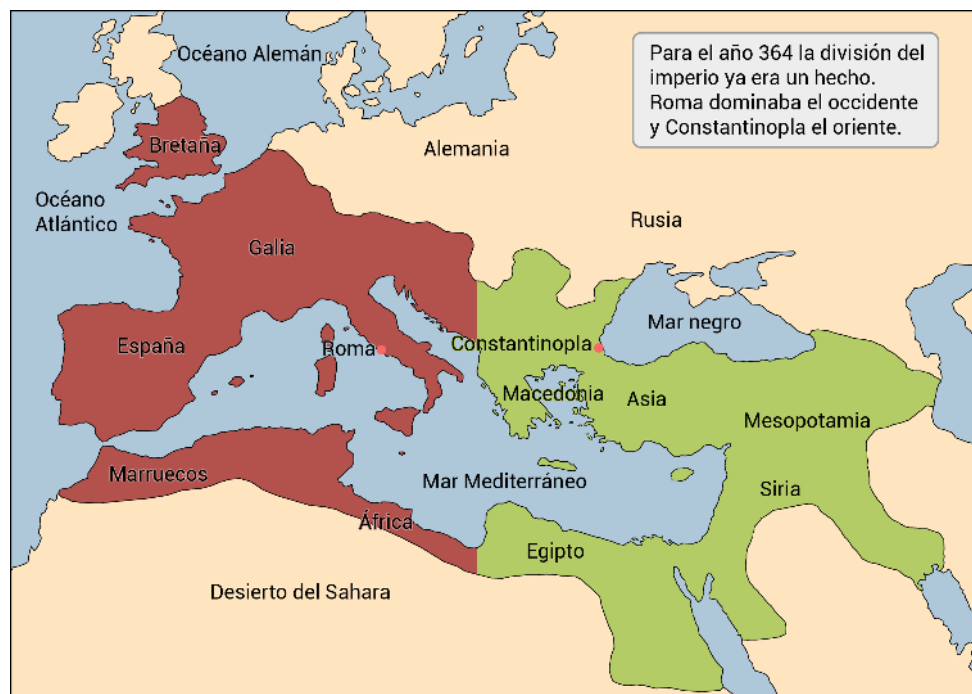 Océano Alemán
Para el año 364 la división del
imperio ya era un hecho.
Roma dominaba el occidente
y Constantinopla el oriente.
Bretaña
Alemania
Océano
Atlántico
Rusia
Galia
Mar negro
España
Roma
Constantinopla
Macedonia
Asia
Mesopotamia
Marruecos
Mar Mediterráneo
Siria
África
Egipto
Desierto del Sahara